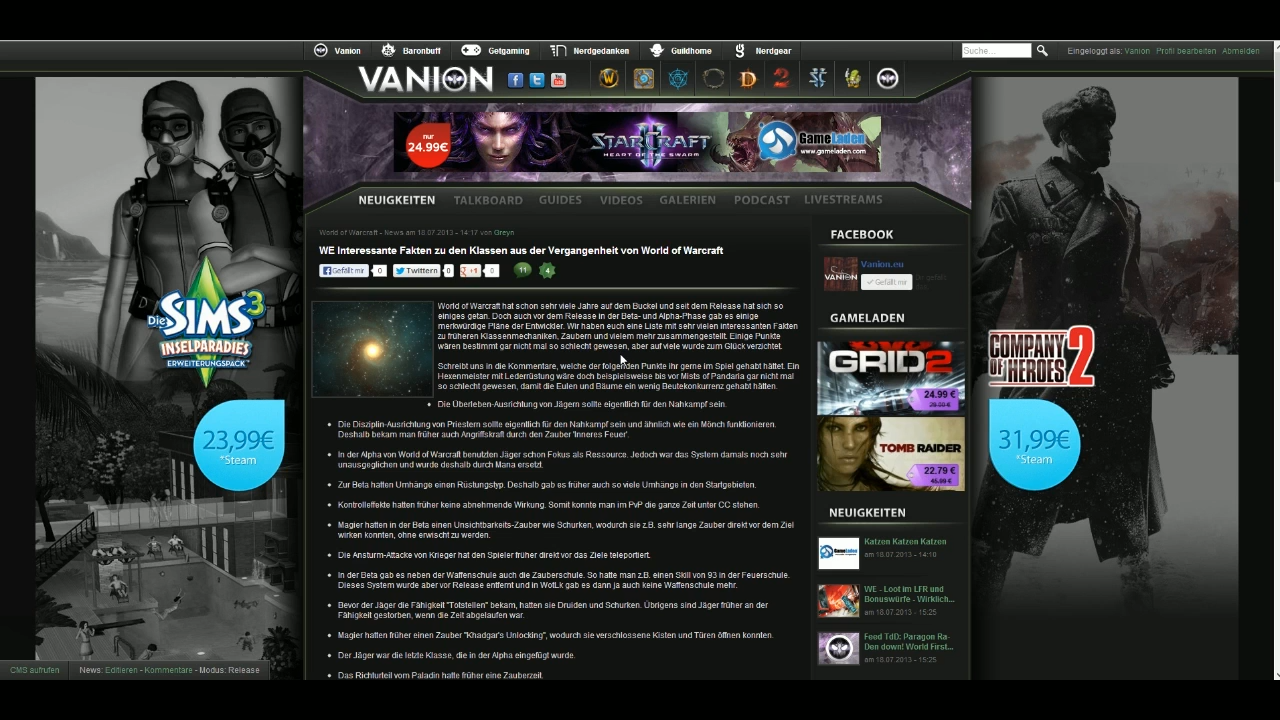 Vanion Baronbuff Getgaming Nerdgedanken Guildhome Nerdgear Suche... Eingeloggt als: Vanion Profil bearbeiten Abmelden
VANION
nur
24.99€
STARCRAFT
HEART OF THE SWARM
GameLaden
www.gameladen.com
NEUIGKEITEN TALKBOARD GUIDES VIDEOS GALERIEN PODCAST LIVESTREAMS
World of Warcraft - News am 18.07.2013 - 14:17 von Greyn
WE Interessante Fakten zu den Klassen aus der Vergangenheit von World of Warcraft
Gefällt mir 0 Twittern 0 +1 0 11 4
World of Warcraft hat schon sehr viele Jahre auf dem Buckel und seit dem Release hat sich so
einiges getan. Doch auch vor dem Release in der Beta- und Alpha-Phase gab es einige
merkwürdige Pläne der Entwickler. Wir haben euch eine Liste mit sehr vielen interessanten Fakten
zu früheren Klassenmechaniken, Zaubern und vielem mehr zusammengestellt. Einige Punkte
wären bestimmt gar nicht mal so schlecht gewesen, aber auf viele wurde zum Glück verzichtet.
Schreibt uns in die Kommentare, welche der folgenden Punkte ihr gerne im Spiel gehabt hättet. Ein
Hexenmeister mit Lederrüstung wäre doch beispielsweise bis vor Mists of Pandaria gar nicht mal
so schlecht gewesen, damit die Eulen und Bäume ein wenig Beutekonkurrenz gehabt hätten.
Die Überleben-Ausrichtung von Jägern sollte eigentlich für den Nahkampf sein.
Die Disziplin-Ausrichtung von Priestern sollte eigentlich für den Nahkampf sein und ähnlich wie ein Mönch funktionieren.
Deshalb bekam man früher auch Angriffskraft durch den Zauber 'Inneres Feuer'.
In der Alpha von World of Warcraft benutzten Jäger schon Fokus als Ressource. Jedoch war das System damals noch sehr
unausgeglichen und wurde deshalb durch Mana ersetzt.
Zur Beta hatten Umhänge einen Rüstungstyp. Deshalb gab es früher auch so viele Umhänge in den Startgebieten.
Kontrolleffekte hatten früher keine abnehmende Wirkung. Somit konnte man im PvP die ganze Zeit unter CC stehen.
Magier hatten in der Beta einen Unsichtbarkeits-Zauber wie Schurken, wodurch sie z.B. sehr lange Zauber direkt vor dem Ziel
wirken konnten, ohne erwischt zu werden.
Die Ansturm-Attacke von Krieger hat den Spieler früher direkt vor das Ziele teleportiert.
In der Beta gab es neben der Waffenschule auch die Zauberschule. So hatte man z.B. einen Skill von 93 in der Feuerschule.
Dieses System wurde aber vor Release entfernt und in WotLk gab es dann ja auch keine Waffenschule mehr.
Bevor der Jäger die Fähigkeit "Totstellen" bekam, hatten sie Druiden und Schurken. Übrigens sind Jäger früher an der
Fähigkeit gestorben, wenn die Zeit abgelaufen war.
Magier hatten früher einen Zauber "Khadgar's Unlocking", wodurch sie verschlossene Kisten und Türen öffnen konnten.
Der Jäger war die letzte Klasse, die in der Alpha eingefügt wurde.
Das Richturteil vom Paladin hatte früher eine Zauberzeit.
FACEBOOK
VANION
Vanion.eu
Gefällt mir
GAMELADEN
GRID2
24.99 €
TOMB RAIDER
22.79 €
45.99 €
NEUIGKEITEN
GameLaden
Katzen Katzen Katzen
am 18.07.2013 - 14:10
WE - Loot im LFR und
Bonuswürfe - Wirklich...
am 18.07.2013 - 15:25
Feed TdD: Paragon Ra-
Den down! World First...
am 18.07.2013 - 15:25
Die SIMS 3
INSELPARADIES
ERWEITERUNGSPACK
23,99€
*Steam
COMPANY
OF HEROES 2
31,99€
*Steam
CMS aufrufen News: Editieren - Kommentare - Modus: Release